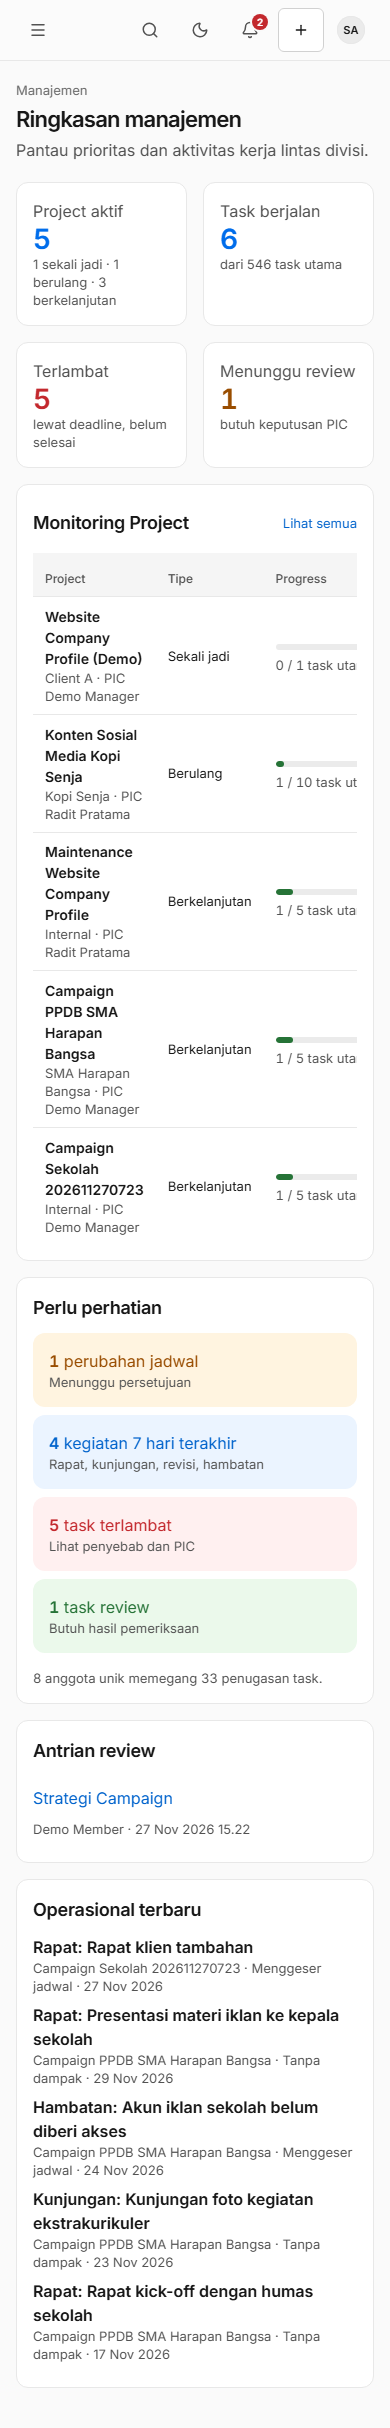 2
SA
Manajemen
Ringkasan manajemen
Pantau prioritas dan aktivitas kerja lintas divisi.
Project aktif
5
1 sekali jadi · 1
berulang · 3
berkelanjutan
Task berjalan
6
dari 546 task utama
Terlambat
5
lewat deadline, belum
selesai
Menunggu review
1
butuh keputusan PIC
Monitoring Project
Lihat semua
Project Tipe Progress
Website
Company
Profile (Demo)
Client A · PIC
Demo Manager
Sekali jadi
0 / 1 task uta
Konten Sosial
Media Kopi
Senja
Kopi Senja · PIC
Radit Pratama
Berulang
1 / 10 task ut
Maintenance
Website
Company
Profile
Internal · PIC
Radit Pratama
Berkelanjutan
1 / 5 task uta
Campaign
PPDB SMA
Harapan
Bangsa
SMA Harapan
Bangsa · PIC
Demo Manager
Berkelanjutan
1 / 5 task uta
Campaign
Sekolah
202611270723
Internal · PIC
Demo Manager
Berkelanjutan
1 / 5 task uta
Perlu perhatian
1 perubahan jadwal
Menunggu persetujuan
4 kegiatan 7 hari terakhir
Rapat, kunjungan, revisi, hambatan
5 task terlambat
Lihat penyebab dan PIC
1 task review
Butuh hasil pemeriksaan
8 anggota unik memegang 33 penugasan task.
Antrian review
Strategi Campaign
Demo Member · 27 Nov 2026 15.22
Operasional terbaru
Rapat: Rapat klien tambahan
Campaign Sekolah 202611270723 · Menggeser
jadwal · 27 Nov 2026
Rapat: Presentasi materi iklan ke kepala
sekolah
Campaign PPDB SMA Harapan Bangsa · Tanpa
dampak · 29 Nov 2026
Hambatan: Akun iklan sekolah belum
diberi akses
Campaign PPDB SMA Harapan Bangsa · Menggeser
jadwal · 24 Nov 2026
Kunjungan: Kunjungan foto kegiatan
ekstrakurikuler
Campaign PPDB SMA Harapan Bangsa · Tanpa
dampak · 23 Nov 2026
Rapat: Rapat kick-off dengan humas
sekolah
Campaign PPDB SMA Harapan Bangsa · Tanpa
dampak · 17 Nov 2026